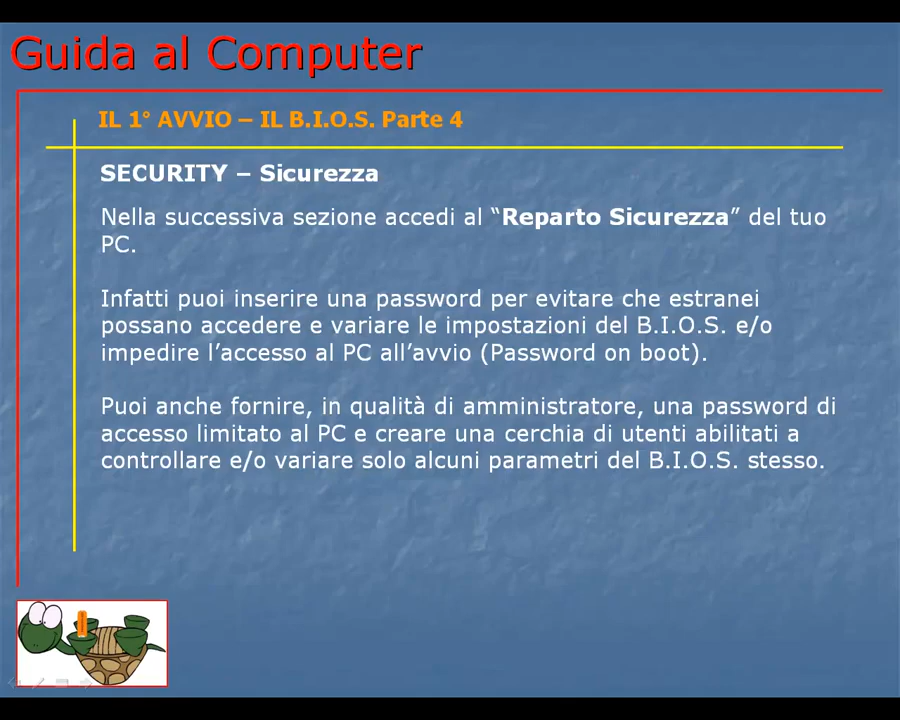 Guida al Computer
IL 1° AVVIO – IL B.I.O.S. Parte 4
SECURITY – Sicurezza
Nella successiva sezione accedi al “Reparto Sicurezza” del tuo
PC.
Infatti puoi inserire una password per evitare che estranei
possano accedere e variare le impostazioni del B.I.O.S. e/o
impedire l’accesso al PC all’avvio (Password on boot).
Puoi anche fornire, in qualità di amministratore, una password di
accesso limitato al PC e creare una cerchia di utenti abilitati a
controllare e/o variare solo alcuni parametri del B.I.O.S. stesso.